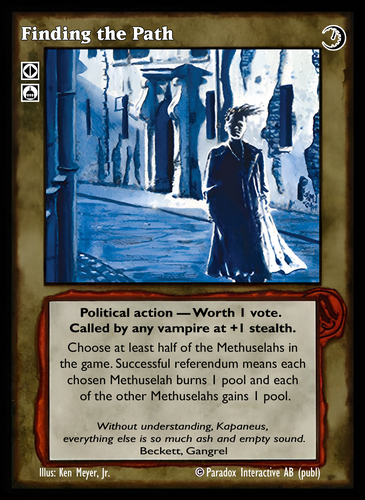 Finding the Path
Political action — Worth 1 vote.
Called by any vampire at +1 stealth.
Choose at least half of the Methuselahs in
the game. Successful referendum means each
chosen Methuselah burns 1 pool and each
of the other Methuselahs gains 1 pool.
Without understanding, Kapaneus,
everything else is so much ash and empty sound.
Beckett, Gangrel
Illus: Ken Meyer, Jr. © Paradox Interactive AB (publ)